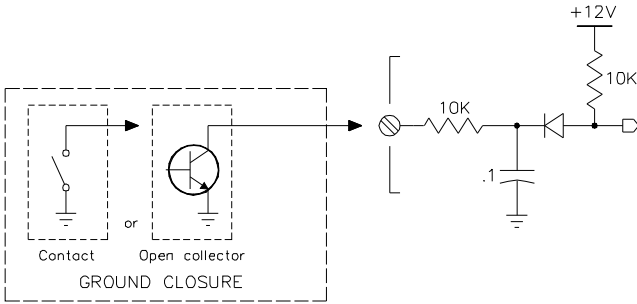 +12V
10K
10K
.1
or
Contact
Open collector
GROUND CLOSURE